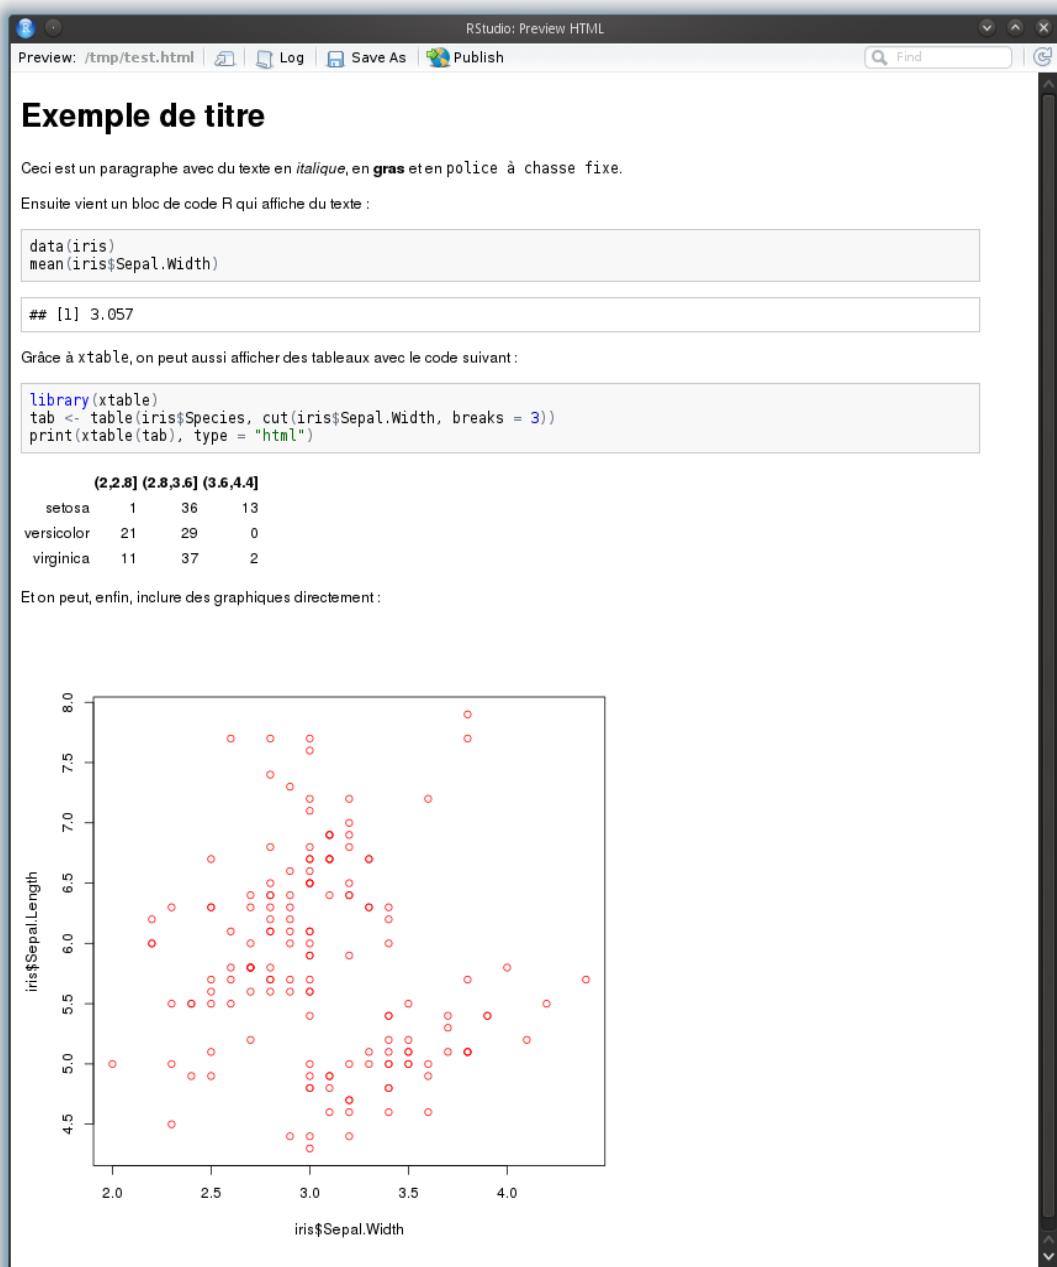 RStudio: Preview HTML
Preview: /tmp/test.html Log Save As Publish Find
Exemple de titre
Ceci est un paragraphe avec du texte en italique, en gras et en police à chasse fixe.
Ensuite vient un bloc de code R qui affiche du texte :
data(iris)
mean(iris$Sepal.Width)
## [1] 3.057
Grâce à xtable, on peut aussi afficher des tableaux avec le code suivant :
library(xtable)
tab <- table(iris$Species, cut(iris$Sepal.Width, breaks = 3))
print(xtable(tab), type = "html")
(2,2.8] (2.8,3.6] (3.6,4.4]
setosa 1 36 13
versicolor 21 29 0
virginica 11 37 2
Et on peut, enfin, inclure des graphiques directement :
8.0
7.5
7.0
6.5
6.0
5.5
5.0
4.5
iris$Sepal.Length
2.0 2.5 3.0 3.5 4.0
iris$Sepal.Width